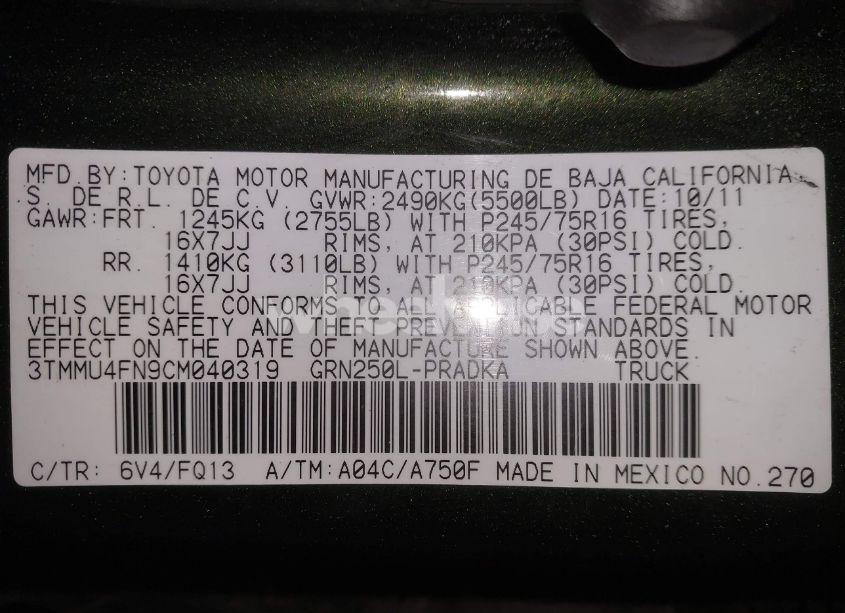 MFD. BY: TOYOTA MOTOR MANUFACTURING DE BAJA CALIFORNIA
S. DE R.L. DE C.V. GVWR:2490KG(5500LB) DATE:10/11
GAWR:FRT. 1245KG (2755LB) WITH P245/75R16 TIRES,
16X7JJ RIMS, AT 210KPA (30PSI) COLD.
RR. 1410KG (3110LB) WITH P245/75R16 TIRES,
16X7JJ RIMS, AT 210KPA (30PSI) COLD.
THIS VEHICLE CONFORMS TO ALL APPLICABLE FEDERAL MOTOR
VEHICLE SAFETY AND THEFT PREVENTION STANDARDS IN
EFFECT ON THE DATE OF MANUFACTURE SHOWN ABOVE.
3TMMU4FN9CM040319 GRN250L-PRADKA TRUCK
C/TR: 6V4/FQ13 A/TM:A04C/A750F MADE IN MEXICO NO.270